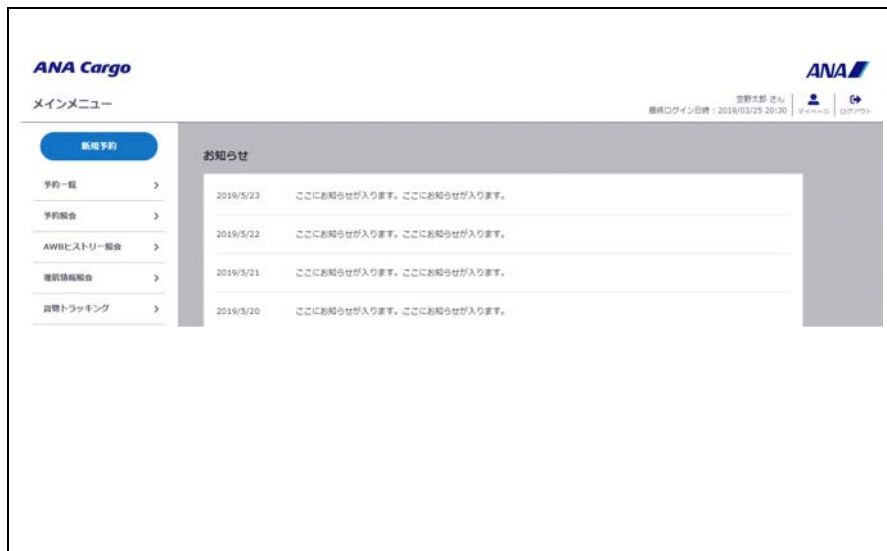 ANA Cargo
ANA
メインメニュー
空野太郎 さん
最終ログイン日時：2019/03/25 20:30
マイページ
ログアウト
新規予約
お知らせ
予約一覧
2019/5/23 ここにお知らせが入ります。ここにお知らせが入ります。
予約照会
2019/5/22 ここにお知らせが入ります。ここにお知らせが入ります。
AWBヒストリー照会
2019/5/21 ここにお知らせが入ります。ここにお知らせが入ります。
運航情報照会
貨物トラッキング
2019/5/20 ここにお知らせが入ります。ここにお知らせが入ります。